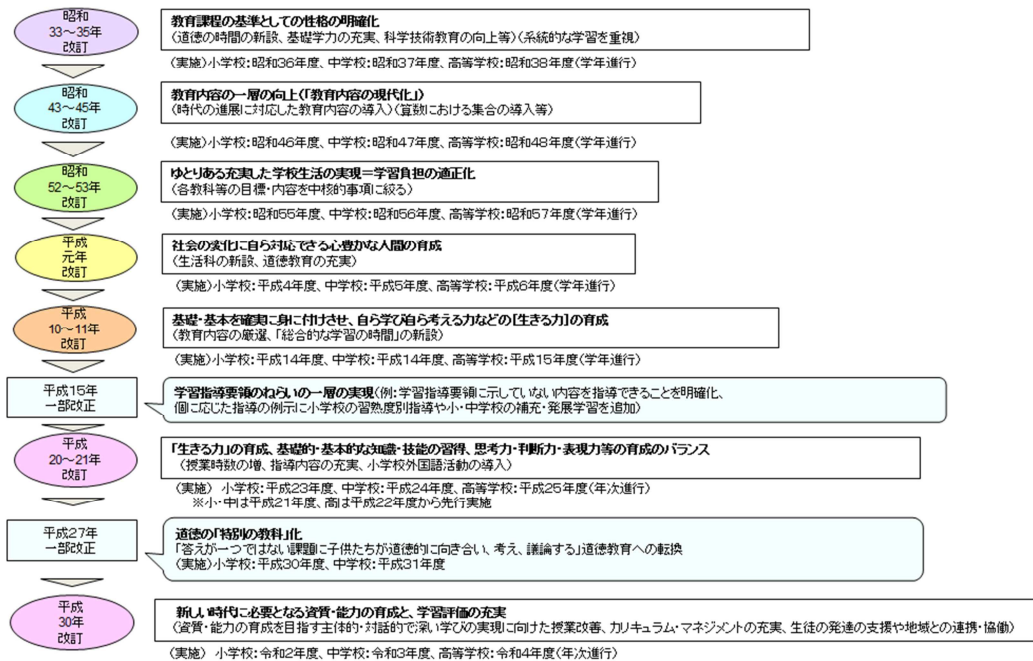 昭和
33～35年
改訂
教育課程の基準としての性格の明確化
（道徳の時間の新設、基礎学力の充実、科学技術教育の向上等）（系統的な学習を重視）
（実施）小学校：昭和36年度、中学校：昭和37年度、高等学校：昭和38年度（学年進行）
昭和
43～45年
改訂
教育内容の一層の向上（「教育内容の現代化」）
（時代の進展に対応した教育内容の導入）（算数における集合の導入等）
（実施）小学校：昭和46年度、中学校：昭和47年度、高等学校：昭和48年度（学年進行）
昭和
52～53年
改訂
ゆとりある充実した学校生活の実現＝学習負担の適正化
（各教科等の目標・内容を中核的事項に絞る）
（実施）小学校：昭和55年度、中学校：昭和56年度、高等学校：昭和57年度（学年進行）
平成
元年
改訂
社会の変化に自ら対応できる心豊かな人間の育成
（生活科の新設、道徳教育の充実）
（実施）小学校：平成4年度、中学校：平成5年度、高等学校：平成6年度（学年進行）
平成
10～11年
改訂
基礎・基本を確実に身に付けさせ、自ら学び自ら考える力などの［生きる力］の育成
（教育内容の厳選、「総合的な学習の時間」の新設）
（実施）小学校：平成14年度、中学校：平成14年度、高等学校：平成15年度（学年進行）
平成15年
一部改正
学習指導要領のねらいの一層の実現（例：学習指導要領に示していない内容を指導できることを明確化、
個に応じた指導の例示に小学校の習熟度別指導や小・中学校の補充・発展学習を追加）
平成
20～21年
改訂
「生きる力」の育成、基礎的・基本的な知識・技能の習得、思考力・判断力・表現力等の育成のバランス
（授業時数の増、指導内容の充実、小学校外国語活動の導入）
（実施） 小学校：平成23年度、中学校：平成24年度、高等学校：平成25年度（年次進行）
※小・中は平成21年度、高は平成22年度から先行実施
平成27年
一部改正
道徳の「特別の教科」化
「答えが一つではない課題に子供たちが道徳的に向き合い、考え、議論する」道徳教育への転換
（実施）小学校：平成30年度、中学校：平成31年度
平成
30年
改訂
新しい時代に必要となる資質・能力の育成と、学習評価の充実
（資質・能力の育成を目指す主体的・対話的で深い学びの実現に向けた授業改善、カリキュラム・マネジメントの充実、生徒の発達の支援や地域との連携・協働）
（実施） 小学校：令和2年度、中学校：令和3年度、高等学校：令和4年度（年次進行）